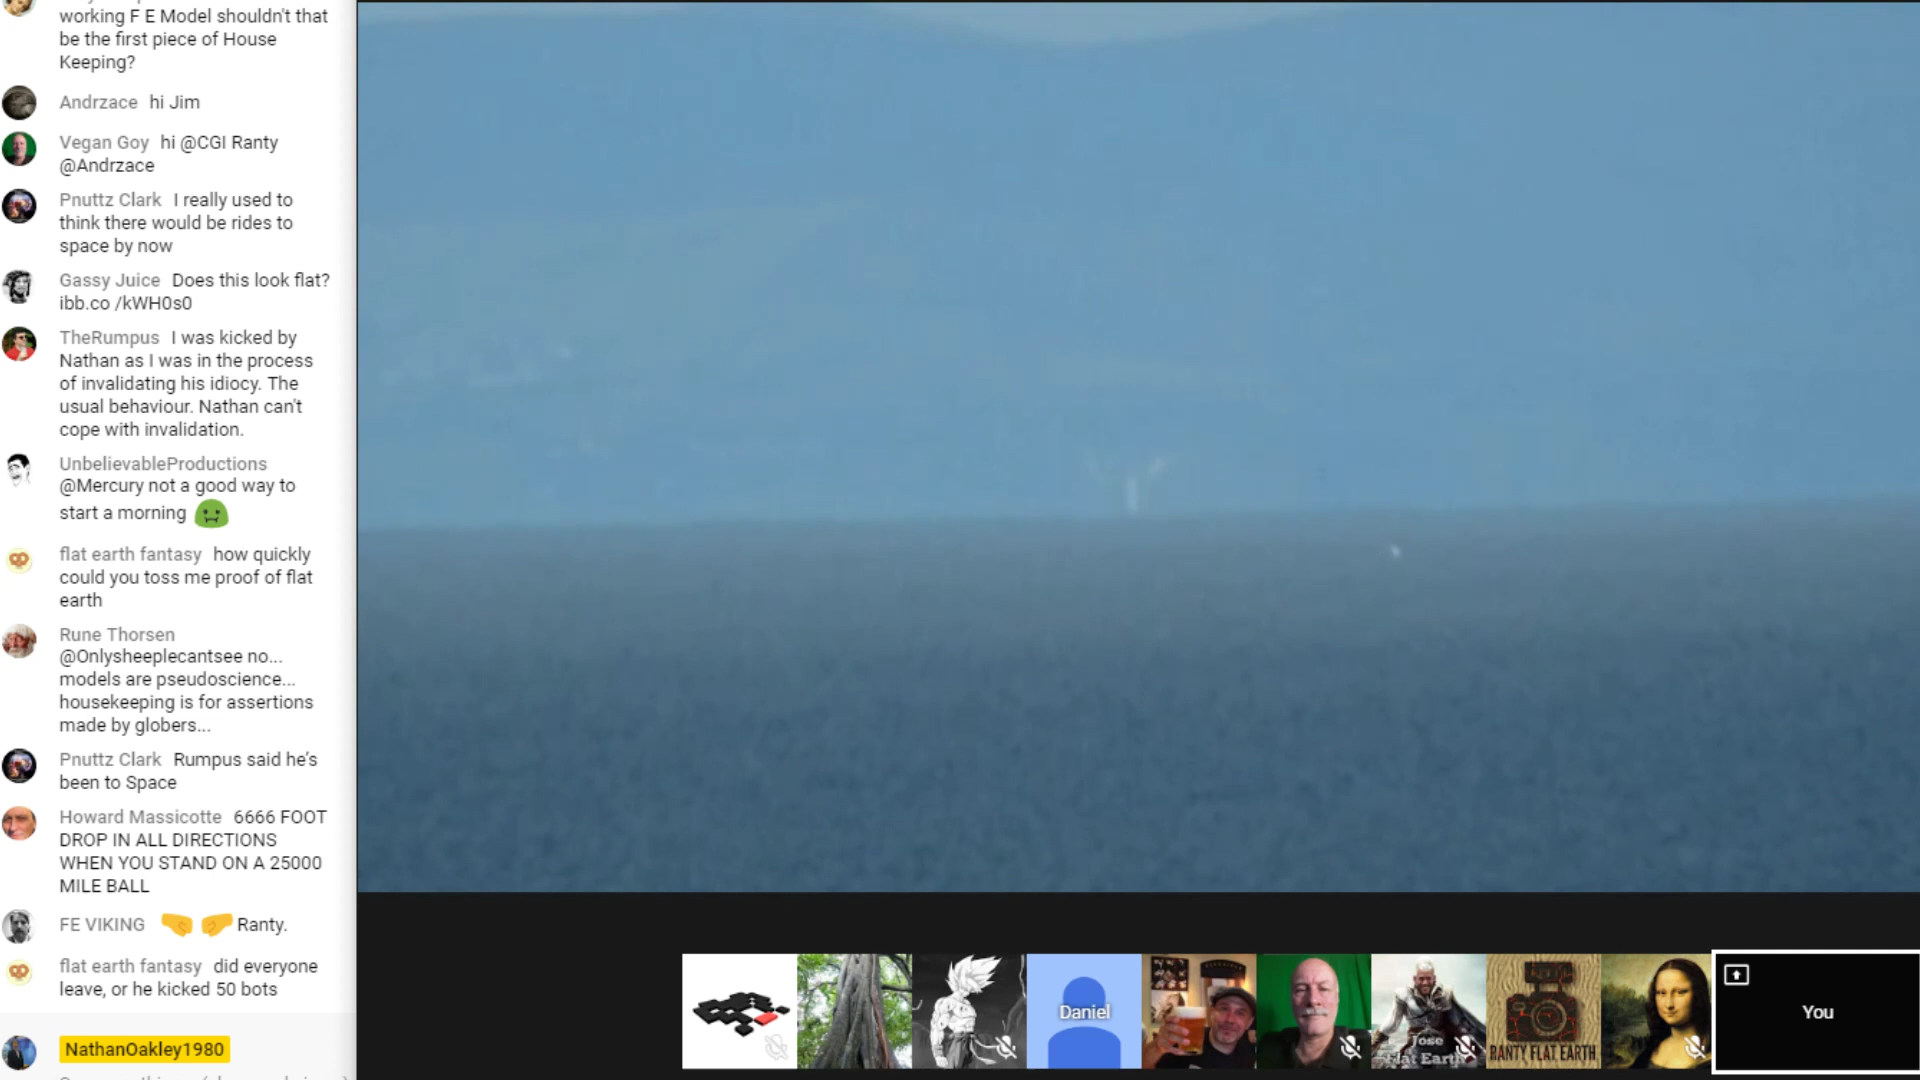 working F E Model shouldn't that
be the first piece of House
Keeping?
Andrzace hi Jim
Vegan Goy hi @CGI Ranty
@Andrzace
Pnuttz Clark I really used to
think there would be rides to
space by now
Gassy Juice Does this look flat?
ibb.co /kWH0s0
TheRumpus I was kicked by
Nathan as I was in the process
of invalidating his idiocy. The
usual behaviour. Nathan can't
cope with invalidation.
UnbelievableProductions
@Mercury not a good way to
start a morning
flat earth fantasy how quickly
could you toss me proof of flat
earth
Rune Thorsen
@Onlysheeplecantsee no...
models are pseudoscience...
housekeeping is for assertions
made by globers...
Pnuttz Clark Rumpus said he's
been to Space
Howard Massicotte 6666 FOOT
DROP IN ALL DIRECTIONS
WHEN YOU STAND ON A 25000
MILE BALL
FE VIKING Ranty.
flat earth fantasy did everyone
leave, or he kicked 50 bots
NathanOakley1980
Daniel
Jose
Flat Earth
RANTY FLAT EARTH
You